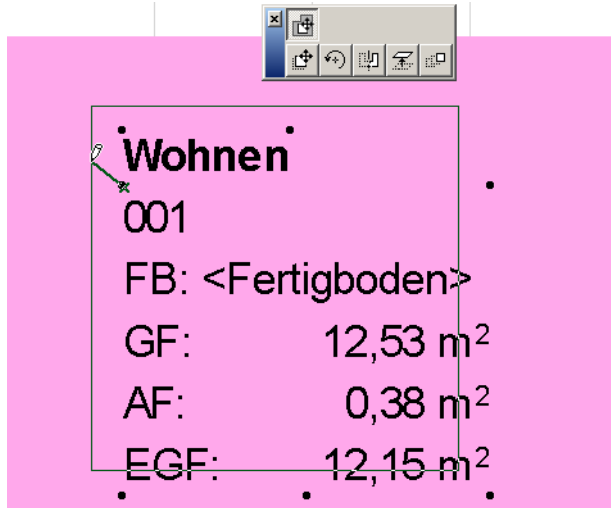 Wohnen
001
FB: <Fertigboden>
GF: 12,53 m²
AF: 0,38 m²
EGF: 12,15 m²